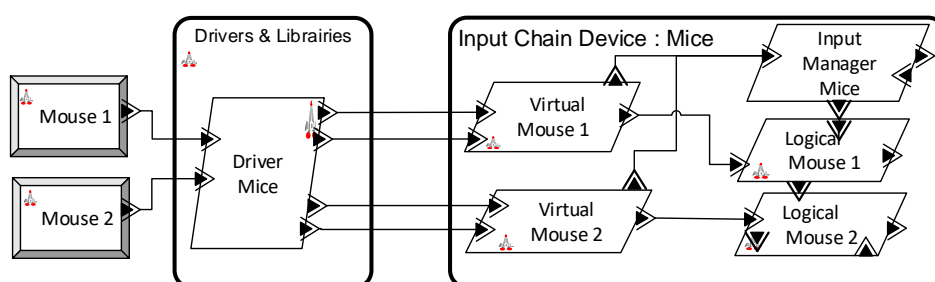 Drivers & Librairies
Input Chain Device : Mice
Mouse 1
Mouse 2
Driver
Mice
Virtual
Mouse 1
Virtual
Mouse 2
Input
Manager
Mice
Logical
Mouse 1
Logical
Mouse 2